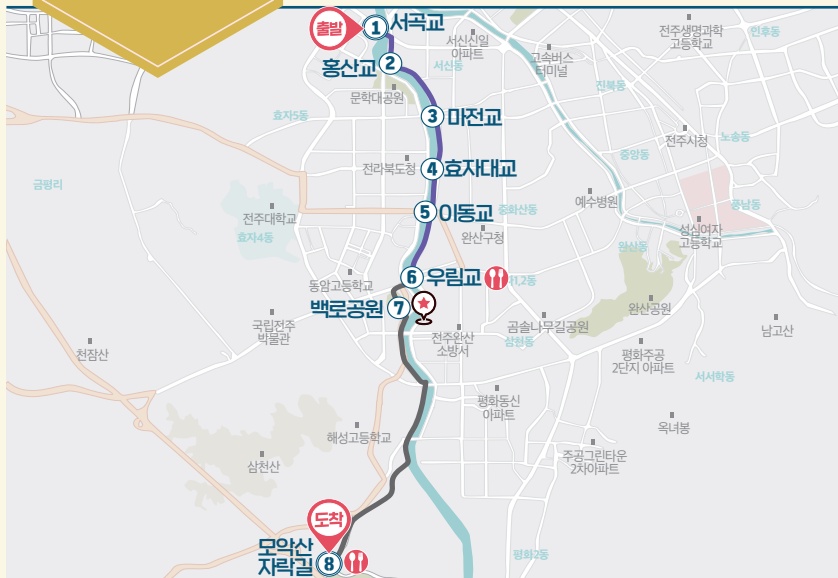 출발
1
서곡교
서신신일
아파트
서신동
고속버스
터미널
전주생명과학
고등학교
인후동
홍산교
2
문학대공원
진북동
효자5동
3
마전교
전주시청
노송동
중앙동
전라북도청
4
효자대교
금평리
예수병원
풍남동
전주대학교
효자4동
5
이동교
중화산동
완산구청
성심여자
고등학교
완산동
동암고등학교
6
우림교
1,2동
백로공원
7
완산공원
국립전주
박물관
전주완산
소방서
곰솔나무길공원
삼천동
남고산
천잠산
평화주공
2단지 아파트
서서학동
평화동신
아파트
옥녀봉
해성고등학교
삼천산
주공그린타운
2차아파트
도착
모악산
자락길
8
평화2동